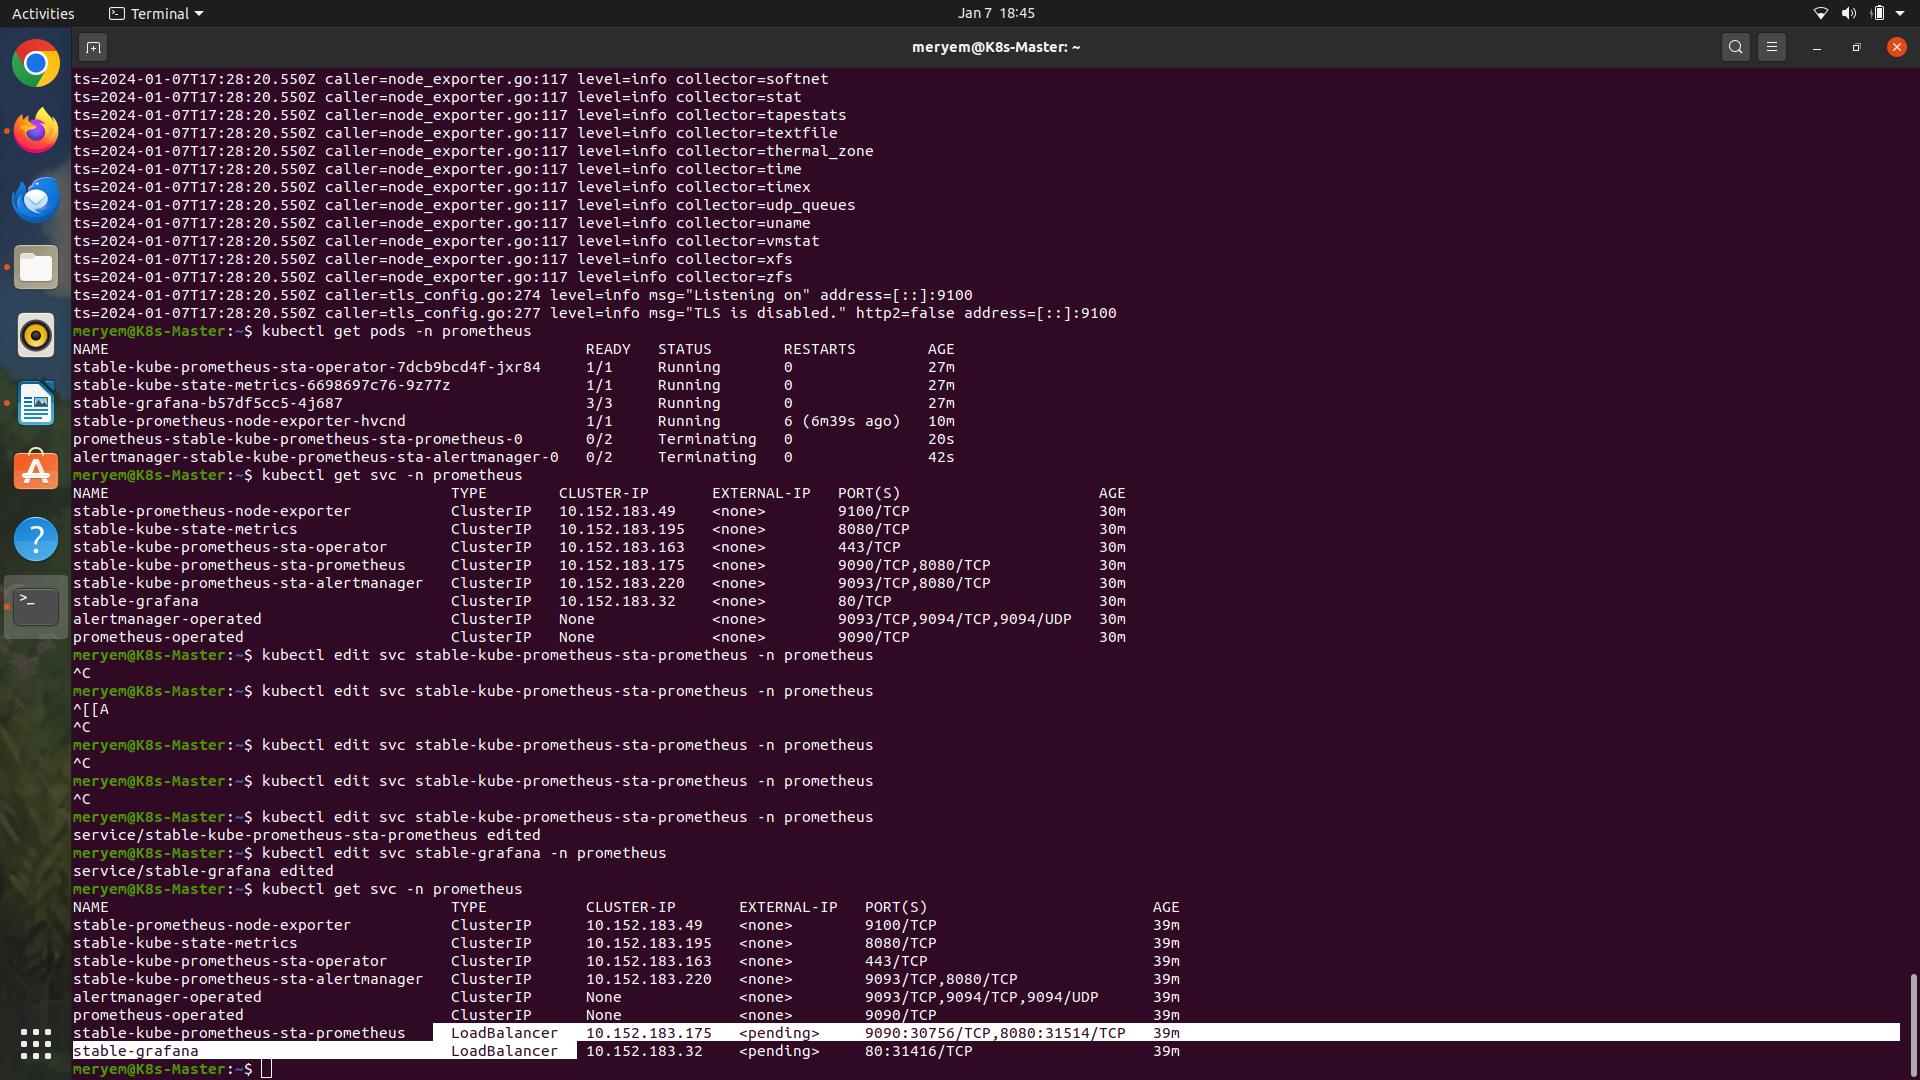 Activities Terminal Jan 7 18:45
meryem@K8s-Master: ~
ts=2024-01-07T17:28:20.550Z caller=node_exporter.go:117 level=info collector=softnet
ts=2024-01-07T17:28:20.550Z caller=node_exporter.go:117 level=info collector=stat
ts=2024-01-07T17:28:20.550Z caller=node_exporter.go:117 level=info collector=tapestats
ts=2024-01-07T17:28:20.550Z caller=node_exporter.go:117 level=info collector=textfile
ts=2024-01-07T17:28:20.550Z caller=node_exporter.go:117 level=info collector=thermal_zone
ts=2024-01-07T17:28:20.550Z caller=node_exporter.go:117 level=info collector=time
ts=2024-01-07T17:28:20.550Z caller=node_exporter.go:117 level=info collector=timex
ts=2024-01-07T17:28:20.550Z caller=node_exporter.go:117 level=info collector=udp_queues
ts=2024-01-07T17:28:20.550Z caller=node_exporter.go:117 level=info collector=uname
ts=2024-01-07T17:28:20.550Z caller=node_exporter.go:117 level=info collector=vmstat
ts=2024-01-07T17:28:20.550Z caller=node_exporter.go:117 level=info collector=xfs
ts=2024-01-07T17:28:20.550Z caller=node_exporter.go:117 level=info collector=zfs
ts=2024-01-07T17:28:20.550Z caller=tls_config.go:274 level=info msg="Listening on" address=[::]:9100
ts=2024-01-07T17:28:20.550Z caller=tls_config.go:277 level=info msg="TLS is disabled." http2=false address=[::]:9100
meryem@K8s-Master:~$ kubectl get pods -n prometheus
NAME READY STATUS RESTARTS AGE
stable-kube-prometheus-sta-operator-7dcb9bcd4f-jxr84 1/1 Running 0 27m
stable-kube-state-metrics-6698697c76-9z77z 1/1 Running 0 27m
stable-grafana-b57df5cc5-4j687 3/3 Running 0 27m
stable-prometheus-node-exporter-hvcnd 1/1 Running 6 (6m39s ago) 10m
prometheus-stable-kube-prometheus-sta-prometheus-0 0/2 Terminating 0 20s
alertmanager-stable-kube-prometheus-sta-alertmanager-0 0/2 Terminating 0 42s
meryem@K8s-Master:~$ kubectl get svc -n prometheus
NAME TYPE CLUSTER-IP EXTERNAL-IP PORT(S) AGE
stable-prometheus-node-exporter ClusterIP 10.152.183.49 <none> 9100/TCP 30m
stable-kube-state-metrics ClusterIP 10.152.183.195 <none> 8080/TCP 30m
stable-kube-prometheus-sta-operator ClusterIP 10.152.183.163 <none> 443/TCP 30m
stable-kube-prometheus-sta-prometheus ClusterIP 10.152.183.175 <none> 9090/TCP,8080/TCP 30m
stable-kube-prometheus-sta-alertmanager ClusterIP 10.152.183.220 <none> 9093/TCP,8080/TCP 30m
stable-grafana ClusterIP 10.152.183.32 <none> 80/TCP 30m
alertmanager-operated ClusterIP None <none> 9093/TCP,9094/TCP,9094/UDP 30m
prometheus-operated ClusterIP None <none> 9090/TCP 30m
meryem@K8s-Master:~$ kubectl edit svc stable-kube-prometheus-sta-prometheus -n prometheus
^C
meryem@K8s-Master:~$ kubectl edit svc stable-kube-prometheus-sta-prometheus -n prometheus
^[[A
^C
meryem@K8s-Master:~$ kubectl edit svc stable-kube-prometheus-sta-prometheus -n prometheus
^C
meryem@K8s-Master:~$ kubectl edit svc stable-kube-prometheus-sta-prometheus -n prometheus
^C
meryem@K8s-Master:~$ kubectl edit svc stable-kube-prometheus-sta-prometheus -n prometheus
service/stable-kube-prometheus-sta-prometheus edited
meryem@K8s-Master:~$ kubectl edit svc stable-grafana -n prometheus
service/stable-grafana edited
meryem@K8s-Master:~$ kubectl get svc -n prometheus
NAME TYPE CLUSTER-IP EXTERNAL-IP PORT(S) AGE
stable-prometheus-node-exporter ClusterIP 10.152.183.49 <none> 9100/TCP 39m
stable-kube-state-metrics ClusterIP 10.152.183.195 <none> 8080/TCP 39m
stable-kube-prometheus-sta-operator ClusterIP 10.152.183.163 <none> 443/TCP 39m
stable-kube-prometheus-sta-alertmanager ClusterIP 10.152.183.220 <none> 9093/TCP,8080/TCP 39m
alertmanager-operated ClusterIP None <none> 9093/TCP,9094/TCP,9094/UDP 39m
prometheus-operated ClusterIP None <none> 9090/TCP 39m
stable-kube-prometheus-sta-prometheus LoadBalancer 10.152.183.175 <pending> 9090:30756/TCP,8080:31514/TCP 39m
stable-grafana LoadBalancer 10.152.183.32 <pending> 80:31416/TCP 39m
meryem@K8s-Master:~$